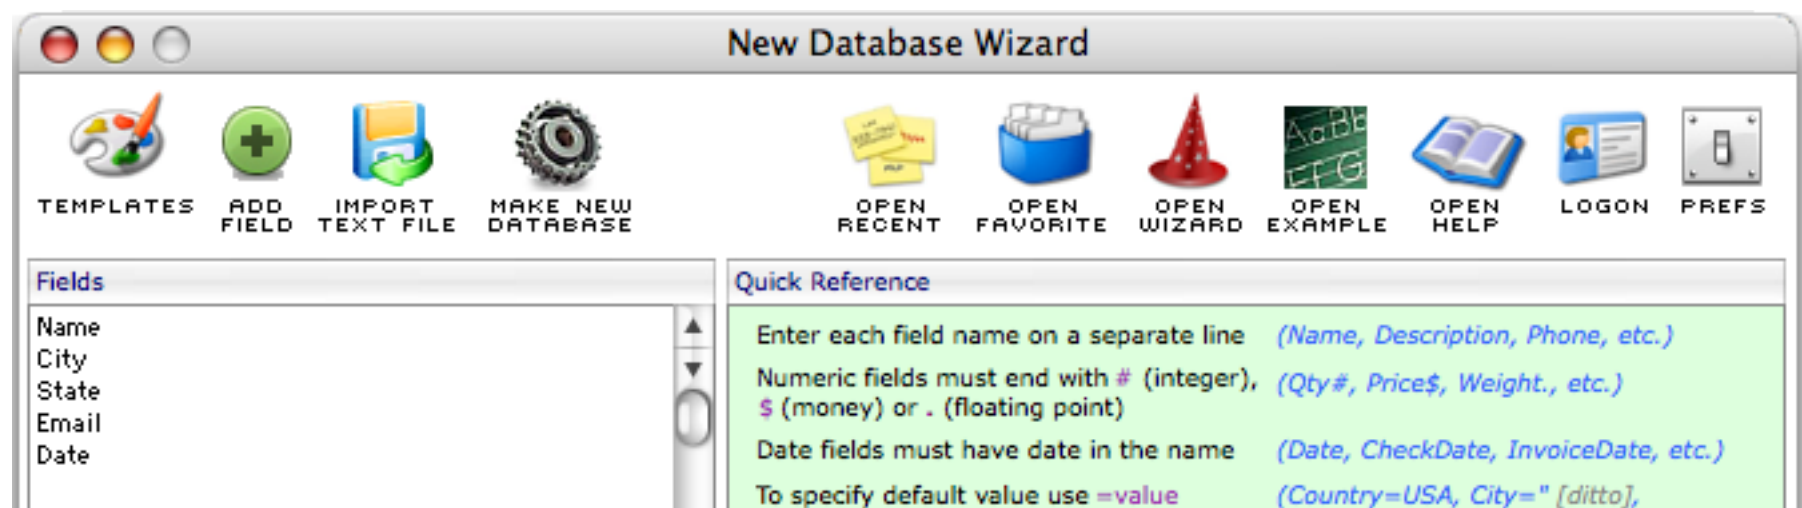 New Database Wizard
TEMPLATES
ADD
FIELD
IMPORT
TEXT FILE
MAKE NEW
DATABASE
OPEN
RECENT
OPEN
FAVORITE
OPEN
WIZARD
AaBb
FFG
OPEN
EXAMPLE
OPEN
HELP
LOGON
PREFS
Fields
Name
City
State
Email
Date
Quick Reference
Enter each field name on a separate line (Name, Description, Phone, etc.)
Numeric fields must end with # (integer), (Qty#, Price$, Weight., etc.)
$ (money) or . (floating point)
Date fields must have date in the name (Date, CheckDate, InvoiceDate, etc.)
To specify default value use =value (Country=USA, City=" [ditto],